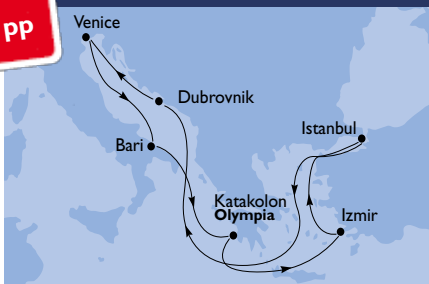 pp
Venice
Dubrovnik
Bari
Istanbul
Katakolon
Olympia
Izmir